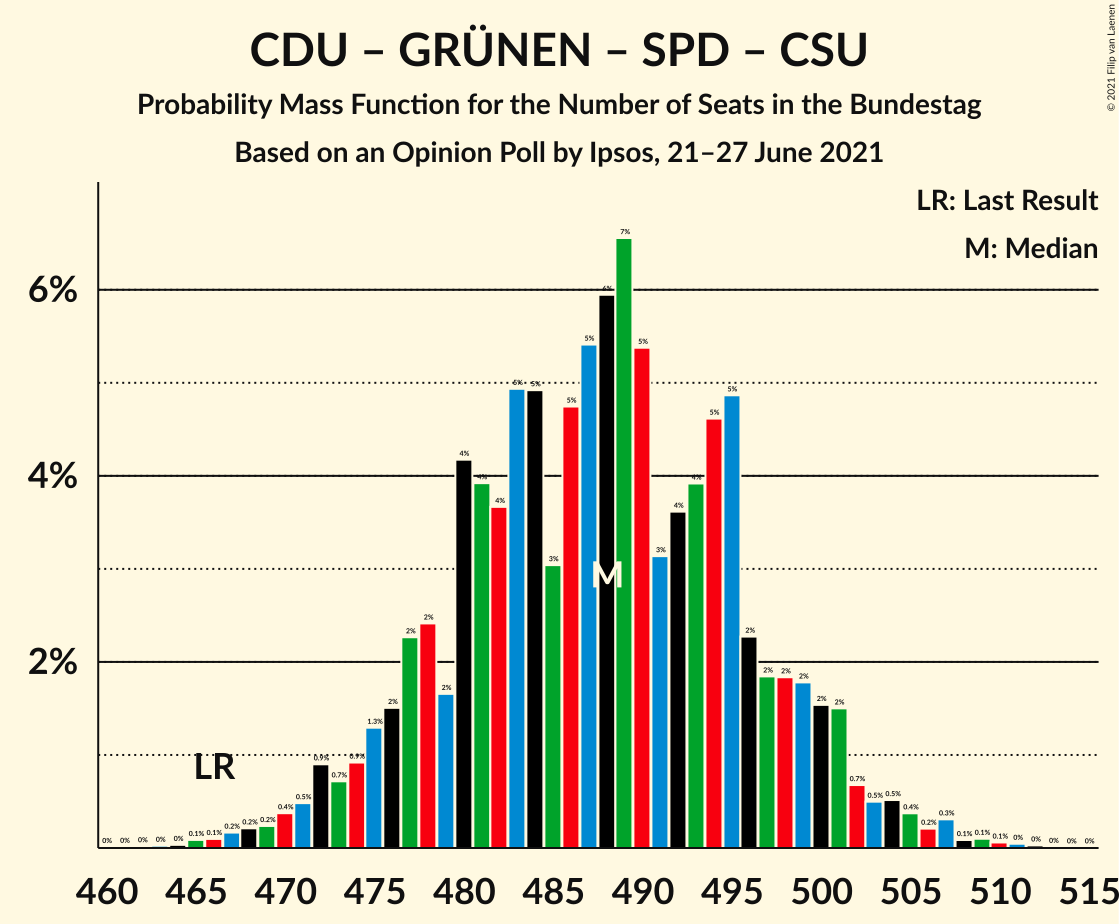 CDU – GRÜNEN – SPD – CSU
Probability Mass Function for the Number of Seats in the Bundestag
Based on an Opinion Poll by Ipsos, 21–27 June 2021
© 2021 Filip van Laenen
LR: Last Result
M: Median
6%
4%
2%
0% 0% 0% 0% 0% 0.1% 0.1% 0.2% 0.2% 0.2% 0.4% 0.5% 0.9% 0.7% 0.9% 1.3% 2% 2% 2% 2% 4% 4% 4% 5% 5% 3% 5% 5% 6% 7% 5% 3% 4% 4% 5% 5% 2% 2% 2% 2% 2% 2% 0.7% 0.5% 0.5% 0.4% 0.2% 0.3% 0.1% 0.1% 0.1% 0% 0% 0% 0% 0%
LR
M
460 465 470 475 480 485 490 495 500 505 510 515